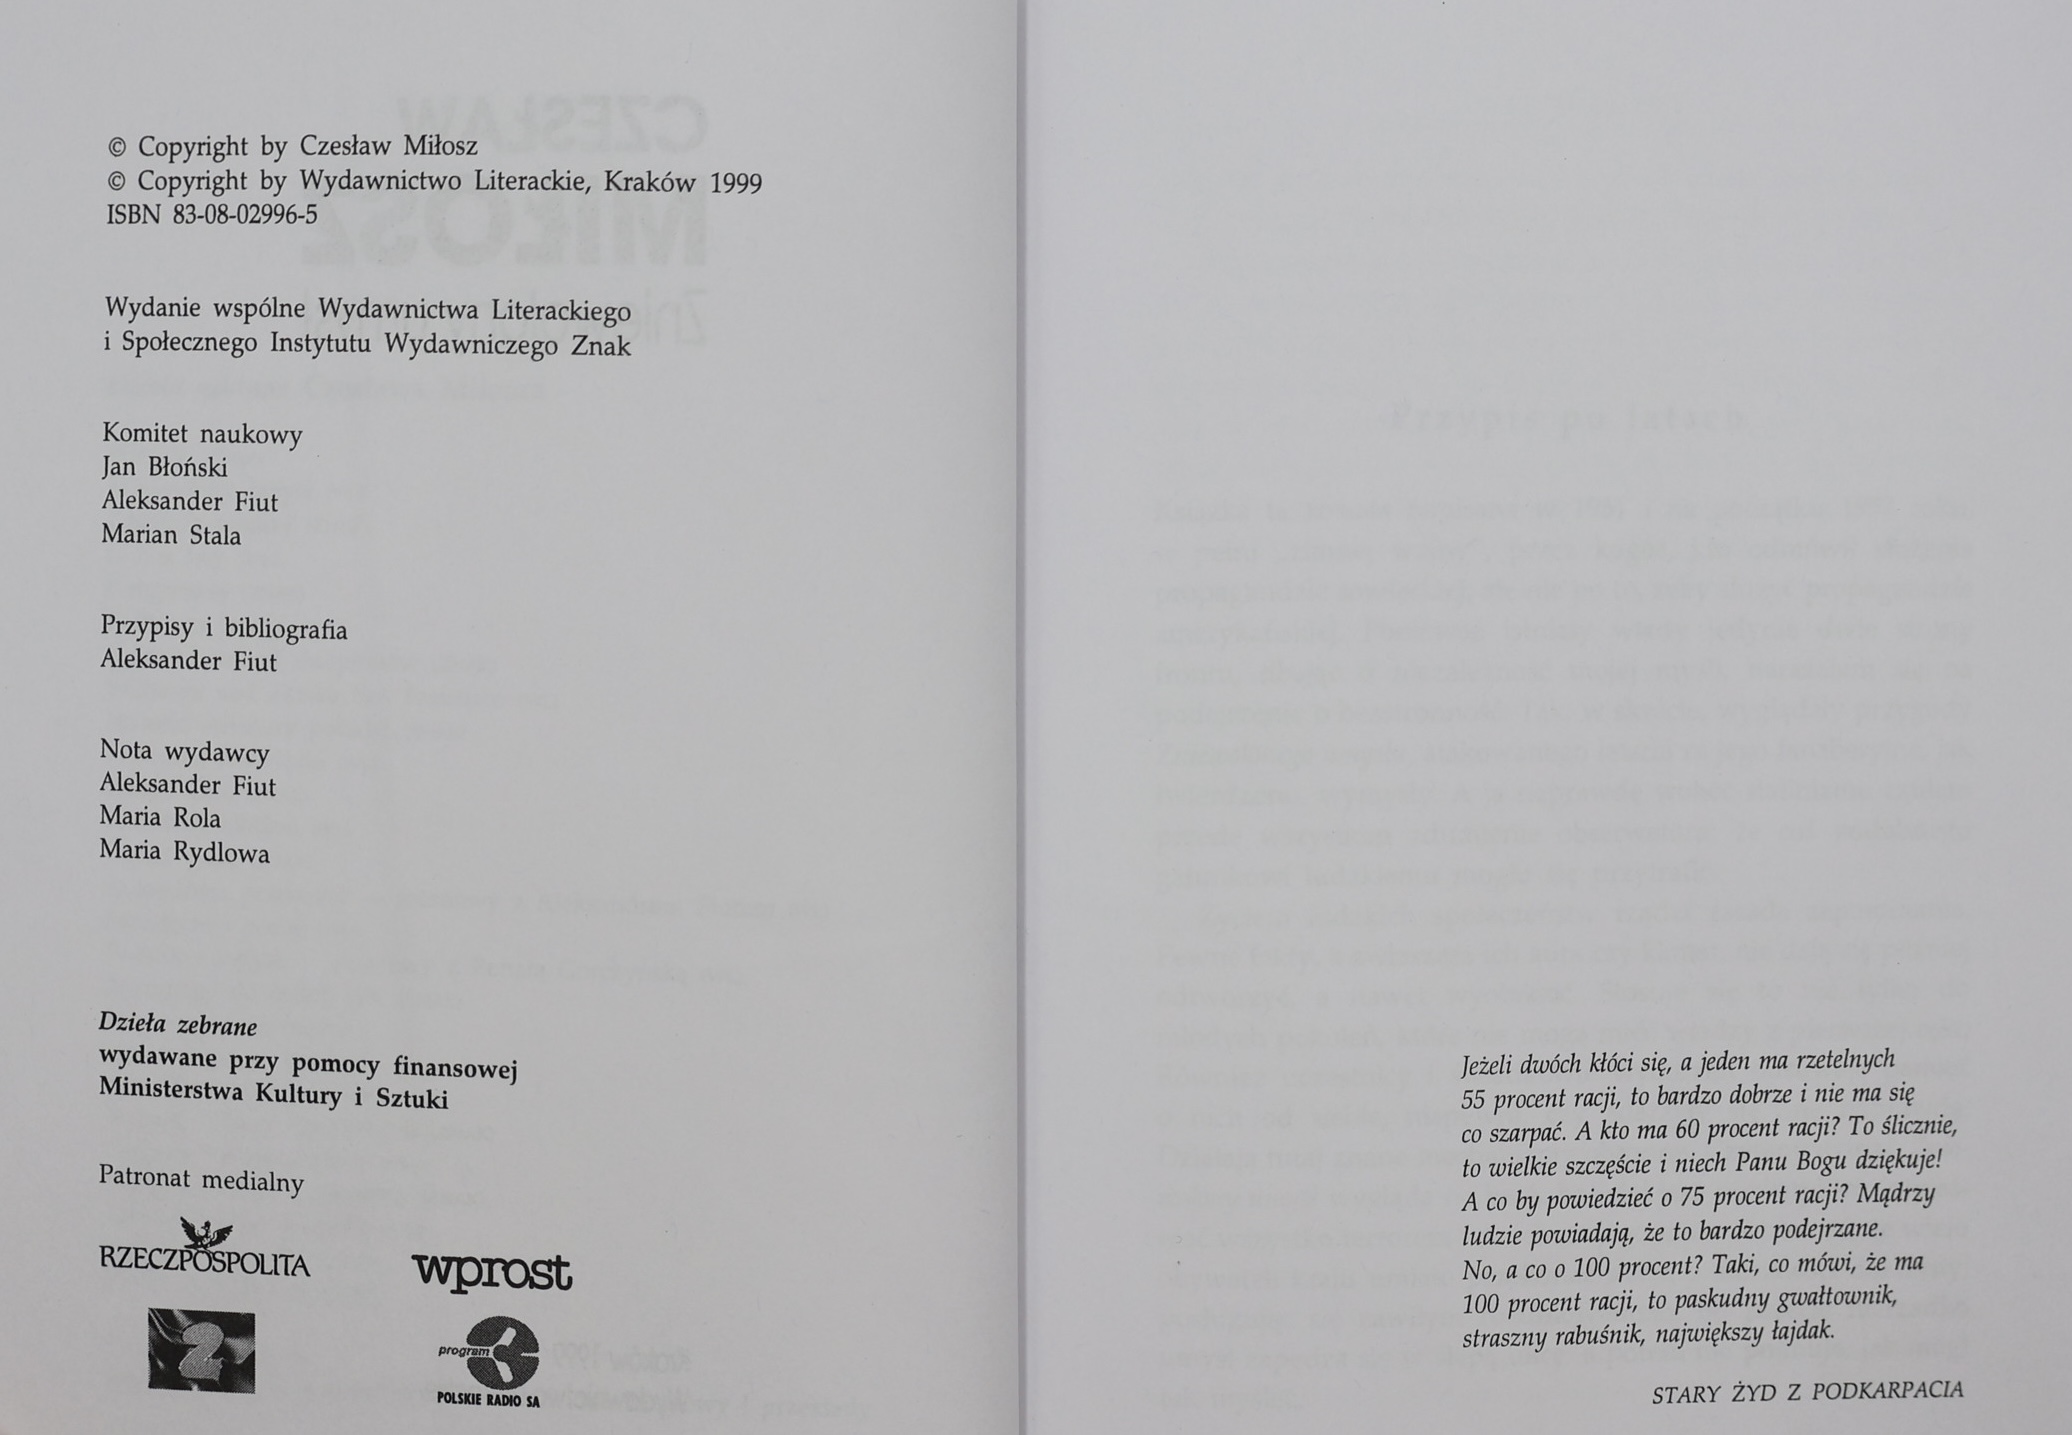 © Copyright by Czesław Miłosz
© Copyright by Wydawnictwo Literackie, Kraków 1999
ISBN 83-08-02996-5
Wydanie wspólne Wydawnictwa Literackiego
i Społecznego Instytutu Wydawniczego Znak
Komitet naukowy
Jan Błoński
Aleksander Fiut
Marian Stala
Przypisy i bibliografia
Aleksander Fiut
Nota wydawcy
Aleksander Fiut
Maria Rola
Maria Rydlowa
Dzieła zebrane
wydawane przy pomocy finansowej
Ministerstwa Kultury i Sztuki
Patronat medialny
RZECZPOSPOLITA
wprost
2
program 3
POLSKIE RADIO SA
Jeżeli dwóch kłóci się, a jeden ma rzetelnych
55 procent racji, to bardzo dobrze i nie ma się
co szarpać. A kto ma 60 procent racji? To ślicznie,
to wielkie szczęście i niech Panu Bogu dziękuje!
A co by powiedzieć o 75 procent racji? Mądrzy
ludzie powiadają, że to bardzo podejrzane.
No, a co o 100 procent? Taki, co mówi, że ma
100 procent racji, to paskudny gwałtownik,
straszny rabuśnik, największy łajdak.
STARY ŻYD Z PODKARPACIA